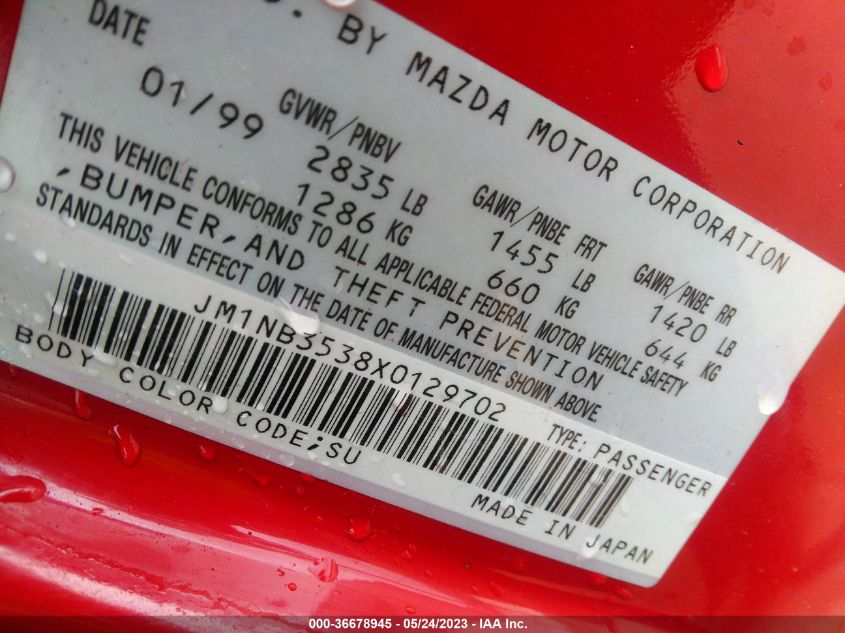 BY MAZDA MOTOR CORPORATION
DATE
01/99
GVWR/PNBV
2835 LB
1286 KG
GAWR/PNBE FRT
1455 LB
660 KG
GAWR/PNBE RR
1420 LB
644 KG
THIS VEHICLE CONFORMS TO ALL APPLICABLE FEDERAL MOTOR VEHICLE SAFETY
,BUMPER,AND THEFT PREVENTION
STANDARDS IN EFFECT ON THE DATE OF MANUFACTURE SHOWN ABOVE.
JM1NB3538X0129702
TYPE: PASSENGER
BODY COLOR CODE;SU
MADE IN JAPAN
000-36678945 - 05/24/2023 - IAA Inc.